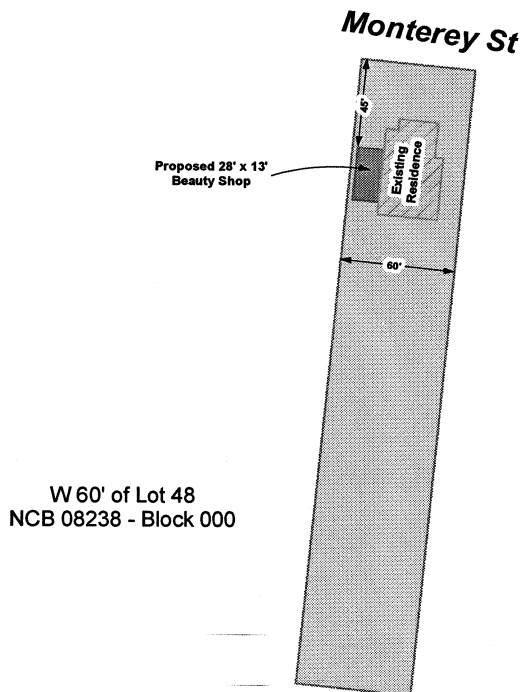 Monterey St
45'
Proposed 28' x 13'
Beauty Shop
Existing
Residence
60'
W 60' of Lot 48
NCB 08238 - Block 000